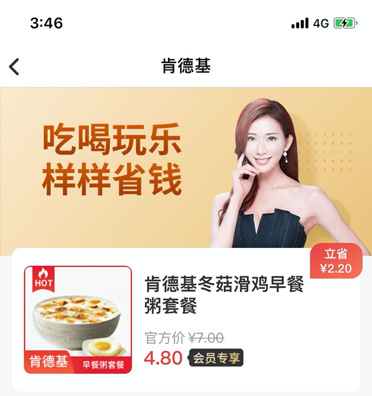 3:46
4G
肯德基
吃喝玩乐
样样省钱
立省
¥2.20
HOT
肯德基
早餐粥套餐
肯德基冬菇滑鸡早餐
粥套餐
官方价 ¥7.00
4.80 会员专享